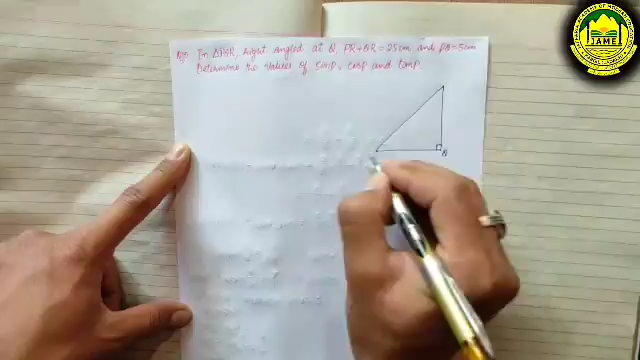 Q10 In ΔPQR, right angled at Q, PR+QR = 25cm and PQ=5cm
Determine the values of SinP, cosP and tanP.
Q
JAME